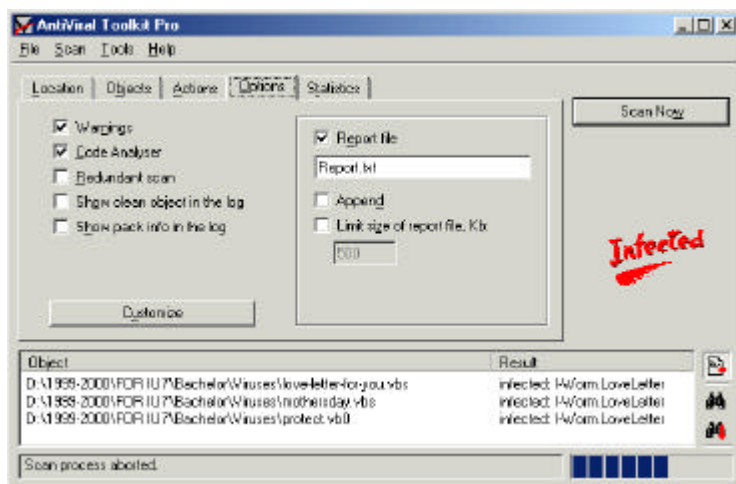 AntiViral Toolkit Pro
File Scan Tools Help
Location Objects Actions Options Statistics
Scan Now
Warnings
Code Analyser
Redundant scan
Show clean object in the log
Show pack info in the log
Customize
Report file
Report.txt
Append
Limit size of report file, Kb:
500
Infected
Object Result
D:\1999-2000\FOR IU7\Bachelor\Viruses\love-letter-for-you.vbs infected: I-Worm.LoveLetter
D:\1999-2000\FOR IU7\Bachelor\Viruses\mothersday.vbs infected: I-Worm.LoveLetter
D:\1999-2000\FOR IU7\Bachelor\Viruses\protect.vb0 infected: I-Worm.LoveLetter
Scan process aborted.